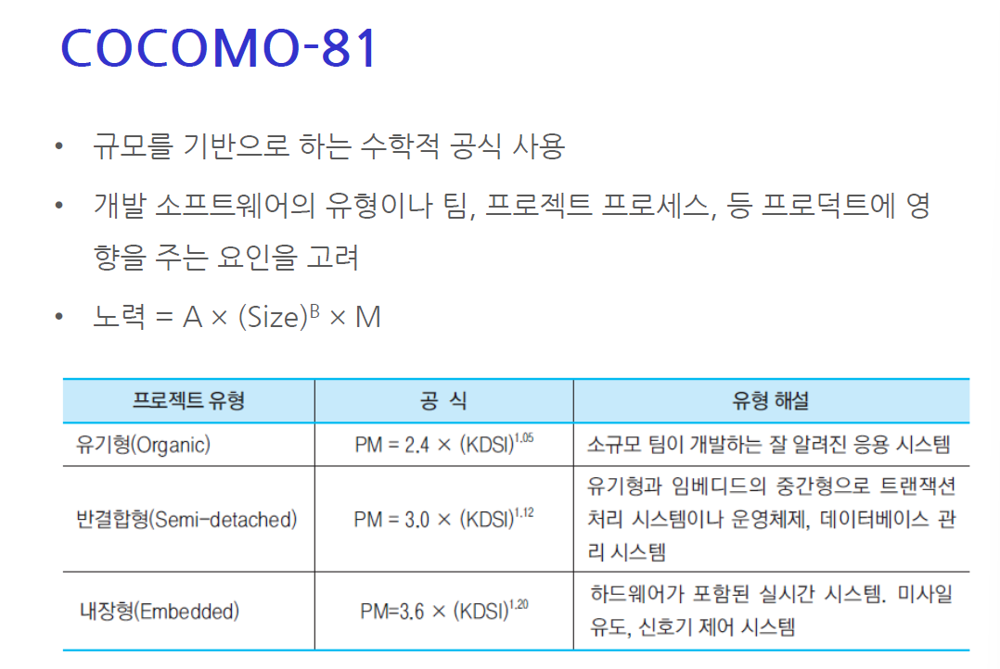 COCOMO-81
• 규모를 기반으로 하는 수학적 공식 사용
• 개발 소프트웨어의 유형이나 팀, 프로젝트 프로세스, 등 프로덕트에 영
향을 주는 요인을 고려
• 노력 = A × (Size)ᴮ × M
프로젝트 유형 공 식 유형 해설
유기형(Organic) PM = 2.4 × (KDSI)¹·⁰⁵ 소규모 팀이 개발하는 잘 알려진 응용 시스템
반결합형(Semi-detached) PM = 3.0 × (KDSI)¹·¹² 유기형과 임베디드의 중간형으로 트랜잭션
처리 시스템이나 운영체제, 데이터베이스 관
리 시스템
내장형(Embedded) PM=3.6 × (KDSI)¹·²⁰ 하드웨어가 포함된 실시간 시스템. 미사일
유도, 신호기 제어 시스템